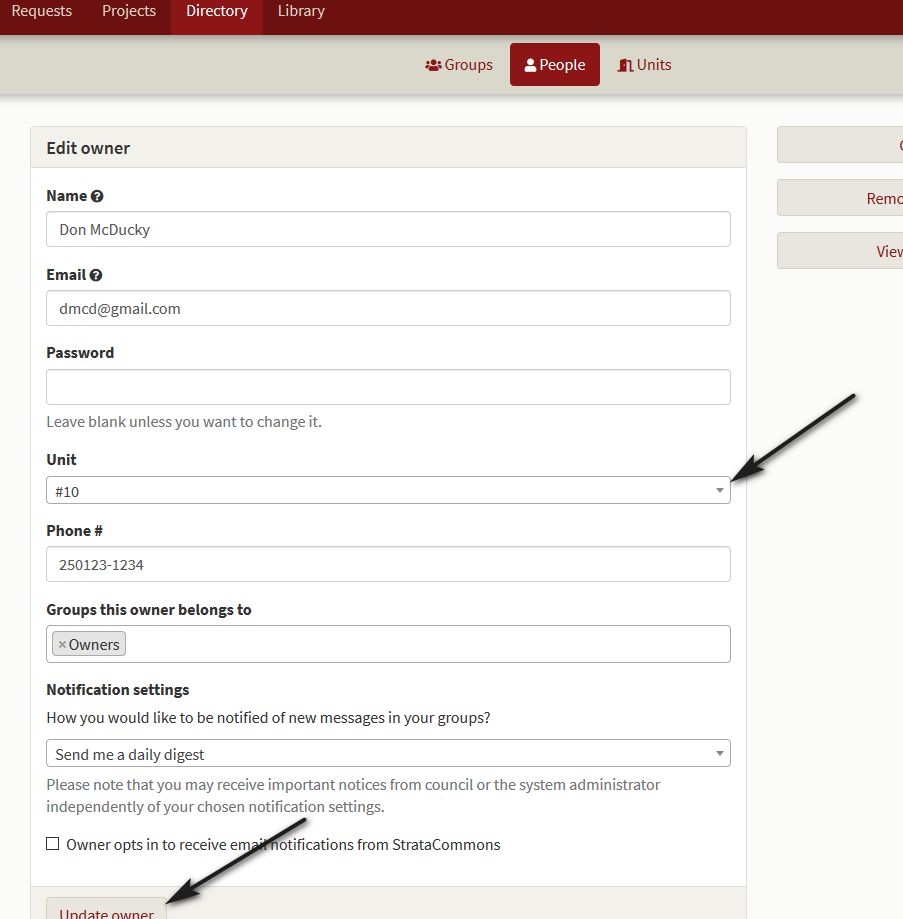 Requests Projects Directory Library
Groups People Units
Edit owner
Name
Don McDucky
Email
dmcd@gmail.com
Password
Leave blank unless you want to change it.
Unit
#10
Phone #
250123-1234
Groups this owner belongs to
×Owners
Notification settings
How you would like to be notified of new messages in your groups?
Send me a daily digest
Please note that you may receive important notices from council or the system administrator
independently of your chosen notification settings.
Owner opts in to receive email notifications from StrataCommons
Update owner
View